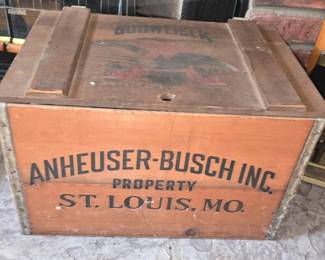 BUDWEISER
ANHEUSER-BUSCH INC.
PROPERTY
ST. LOUIS, MO.